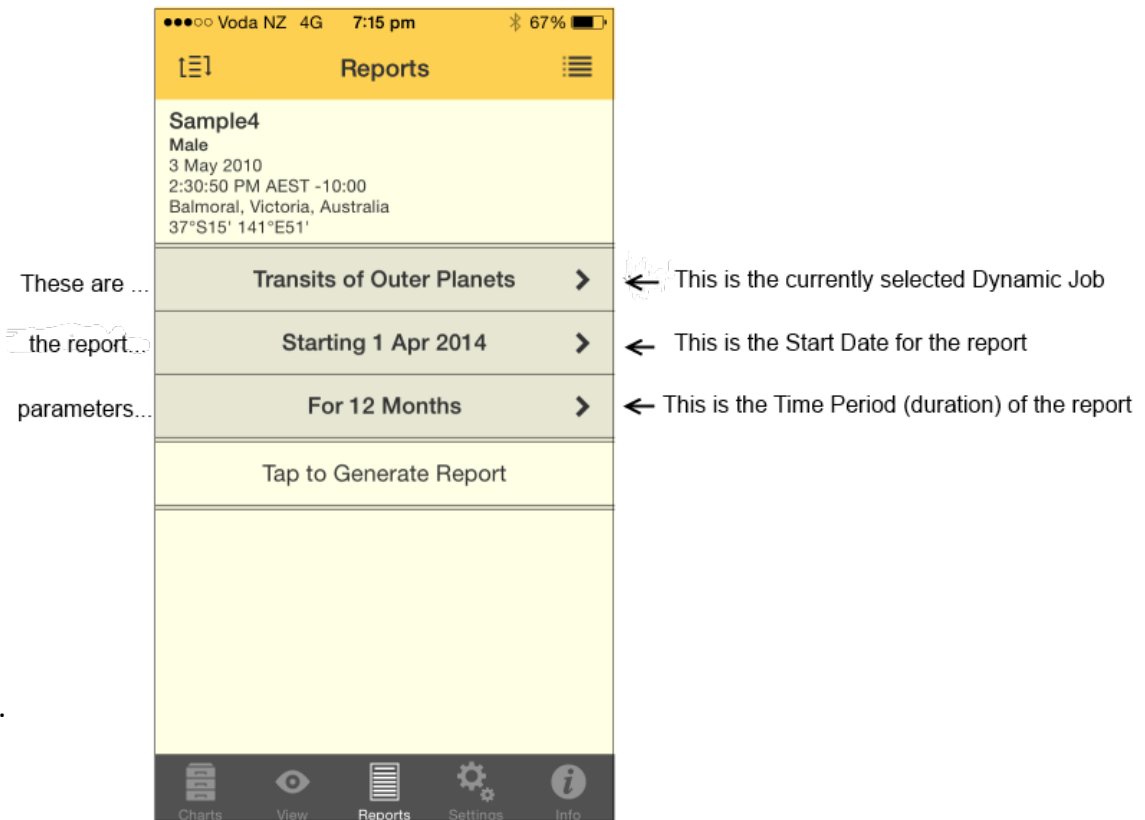 Voda NZ 4G 7:15 pm 67%
Reports
Sample4
Male
3 May 2010
2:30:50 PM AEST -10:00
Balmoral, Victoria, Australia
37°S15' 141°E51'
These are ... Transits of Outer Planets This is the currently selected Dynamic Job
the report... Starting 1 Apr 2014 This is the Start Date for the report
parameters... For 12 Months This is the Time Period (duration) of the report
Tap to Generate Report
.
Charts View Reports Settings Info